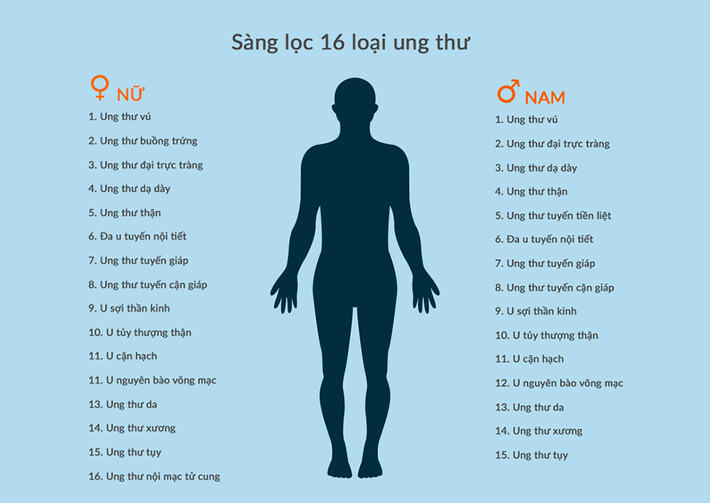 Sàng lọc 16 loại ung thư
NỮ
1. Ung thư vú
2. Ung thư buồng trứng
3. Ung thư đại trực tràng
4. Ung thư dạ dày
5. Ung thư thận
6. Đa u tuyến nội tiết
7. Ung thư tuyến giáp
8. Ung thư tuyến cận giáp
9. U sợi thần kinh
10. U tủy thượng thận
11. U cận hạch
11. U nguyên bào võng mạc
13. Ung thư da
14. Ung thư xương
15. Ung thư tụy
16. Ung thư nội mạc tử cung
NAM
1. Ung thư vú
2. Ung thư đại trực tràng
3. Ung thư dạ dày
4. Ung thư thận
5. Ung thư tuyến tiền liệt
6. Đa u tuyến nội tiết
7. Ung thư tuyến giáp
8. Ung thư tuyến cận giáp
9. U sợi thần kinh
10. U tủy thượng thận
11. U cận hạch
12. U nguyên bào võng mạc
13. Ung thư da
14. Ung thư xương
15. Ung thư tụy